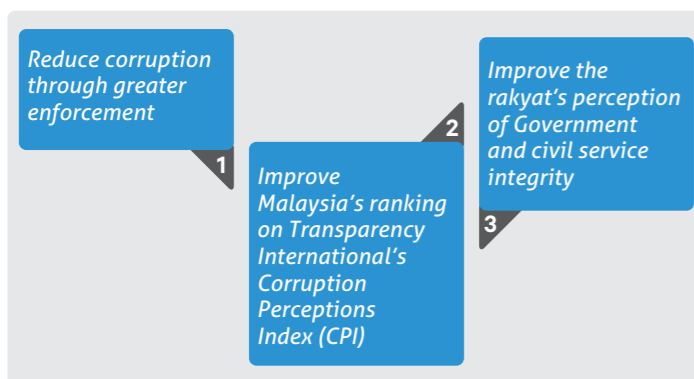 Reduce corruption
through greater
enforcement
1
2
Improve
Malaysia's ranking
on Transparency
International's
Corruption
Perceptions
Index (CPI)
Improve the
rakyat's perception
of Government
and civil service
integrity
3